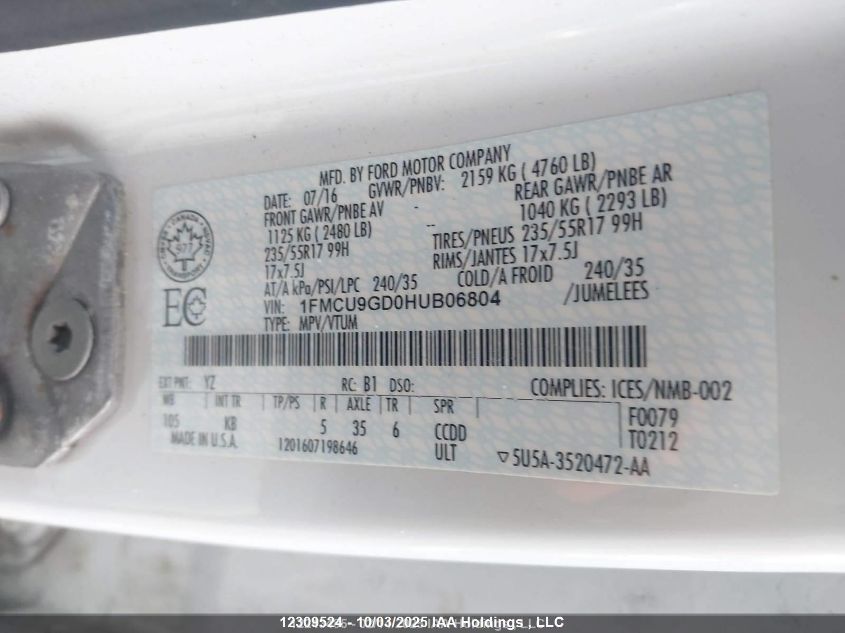 MFD. BY FORD MOTOR COMPANY
DATE: 07/16 GVWR/PNBV: 2159 KG ( 4760 LB)
FRONT GAWR/PNBE AV - REAR GAWR/PNBE AR
1125 KG ( 2480 LB) -- 1040 KG ( 2293 LB)
235/55R17 99H TIRES/PNEUS 235/55R17 99H
17x7.5J RIMS/JANTES 17x7.5J
AT/A kPa/PSI/LPC 240/35 COLD/A FROID 240/35
VIN: 1FMCU9GD0HUB06804 /JUMELEES
TYPE: MPV/VTUM
CANADA
977
EC
EXT PNT: YZ RC: B1 DSO: COMPLIES: ICES/NMB-002
WB INT TR TP/PS R AXLE TR SPR F0079
105 KB 5 35 6 CCDD T0212
MADE IN U.S.A. 1201607198646 ULT ▽5U5A-3520472-AA
12309524 - 10/03/2025 IAA Holdings , LLC